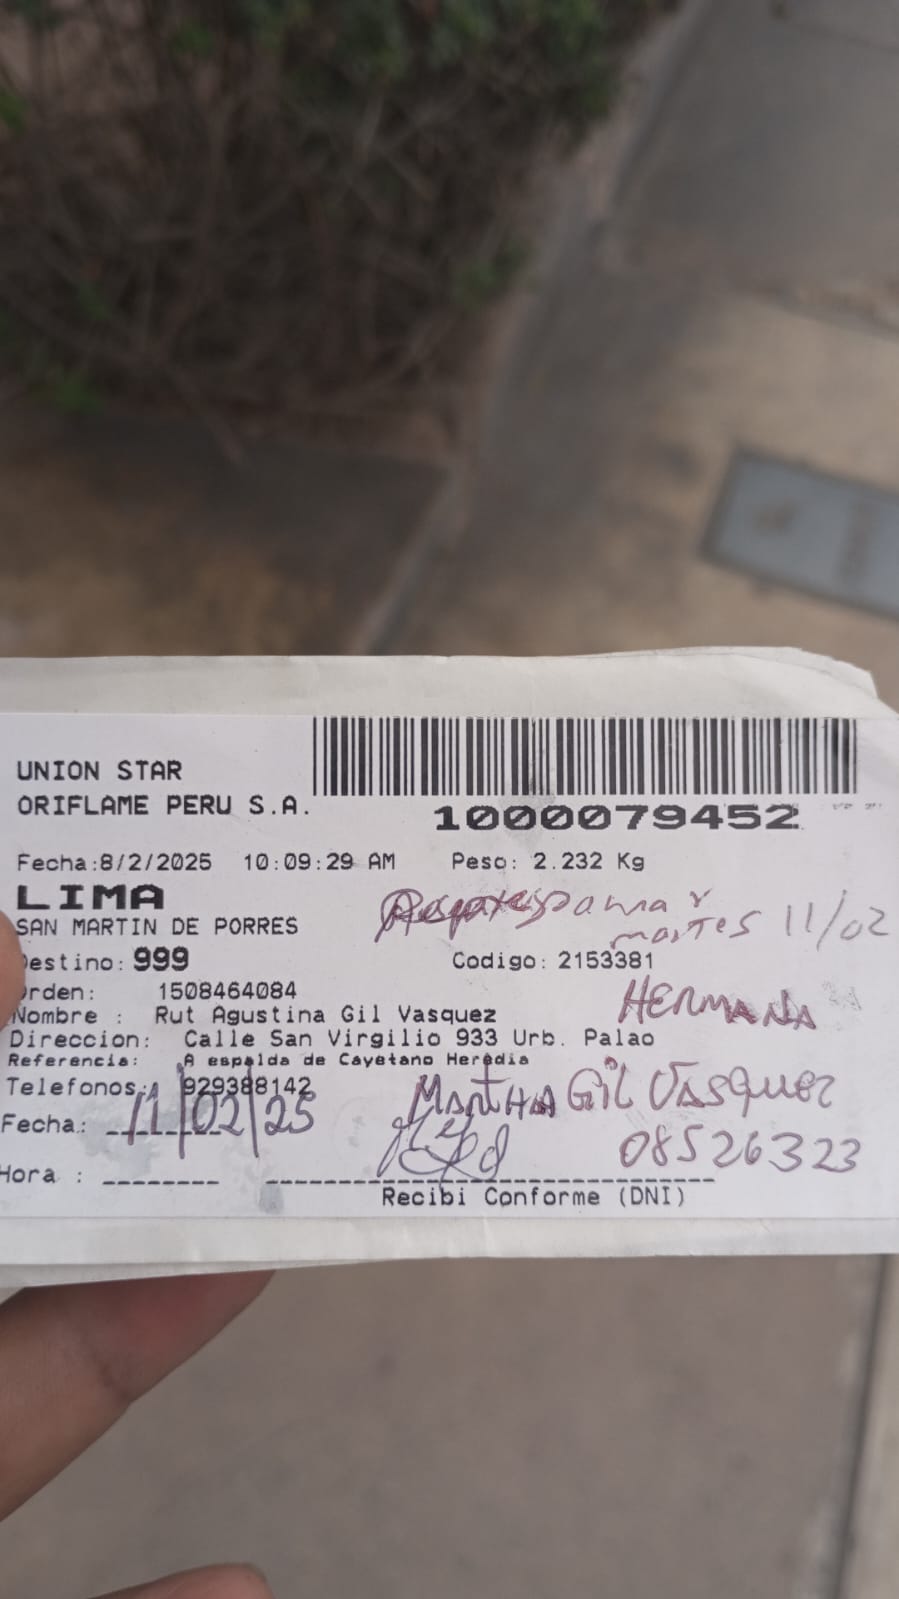 UNION STAR
ORIFLAME PERU S.A.
1000079452
Fecha:8/2/2025 10:09:29 AM Peso: 2.232 Kg
LIMA
SAN MARTIN DE PORRES
martes 11/02
Destino: 999 Codigo: 2153381
Orden: 1508464084
HERMANA
Nombre : Rut Agustina Gil Vasquez
Direccion: Calle San Virgilio 933 Urb. Palao
Referencia: A espalda de Cayetano Heredia
Telefonos: 929388142
Martha Gil Vasquez
Fecha: 11/02/25
08526323
Hora :
Recibi Conforme (DNI)